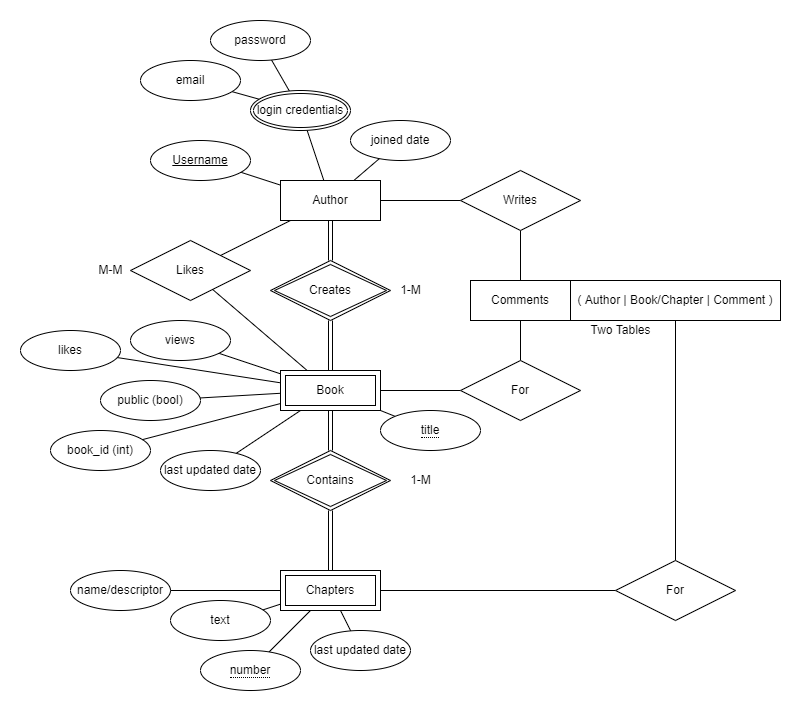 password
email
login credentials
joined date
Username
Author
Writes
M-M
Likes
Creates
1-M
Comments
( Author | Book/Chapter | Comment )
Two Tables
views
likes
Book
For
public (bool)
title
book_id (int)
last updated date
Contains
1-M
name/descriptor
Chapters
For
text
last updated date
number